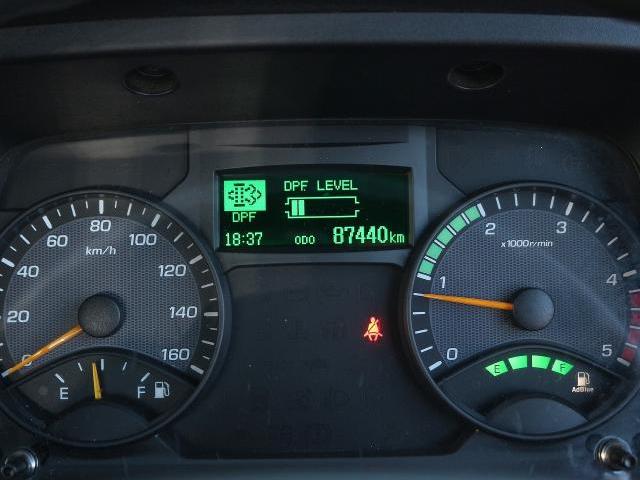 DPF LEVEL
DPF
18:37 ODO 87440km
0 20 40 60 80 100 120 140 160
km/h
E F
0 1 2 3 4 5
x1000r/min
E F
AdBlue